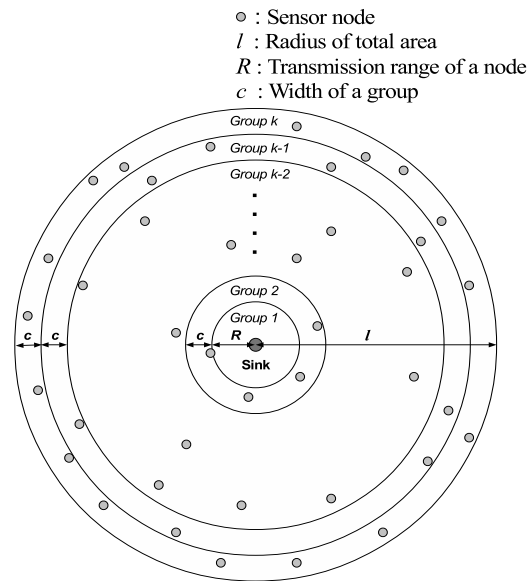 : Sensor node
l : Radius of total area
R : Transmission range of a node
c : Width of a group
Group k
Group k-1
Group k-2
Group 2
Group 1
c c c R l
Sink